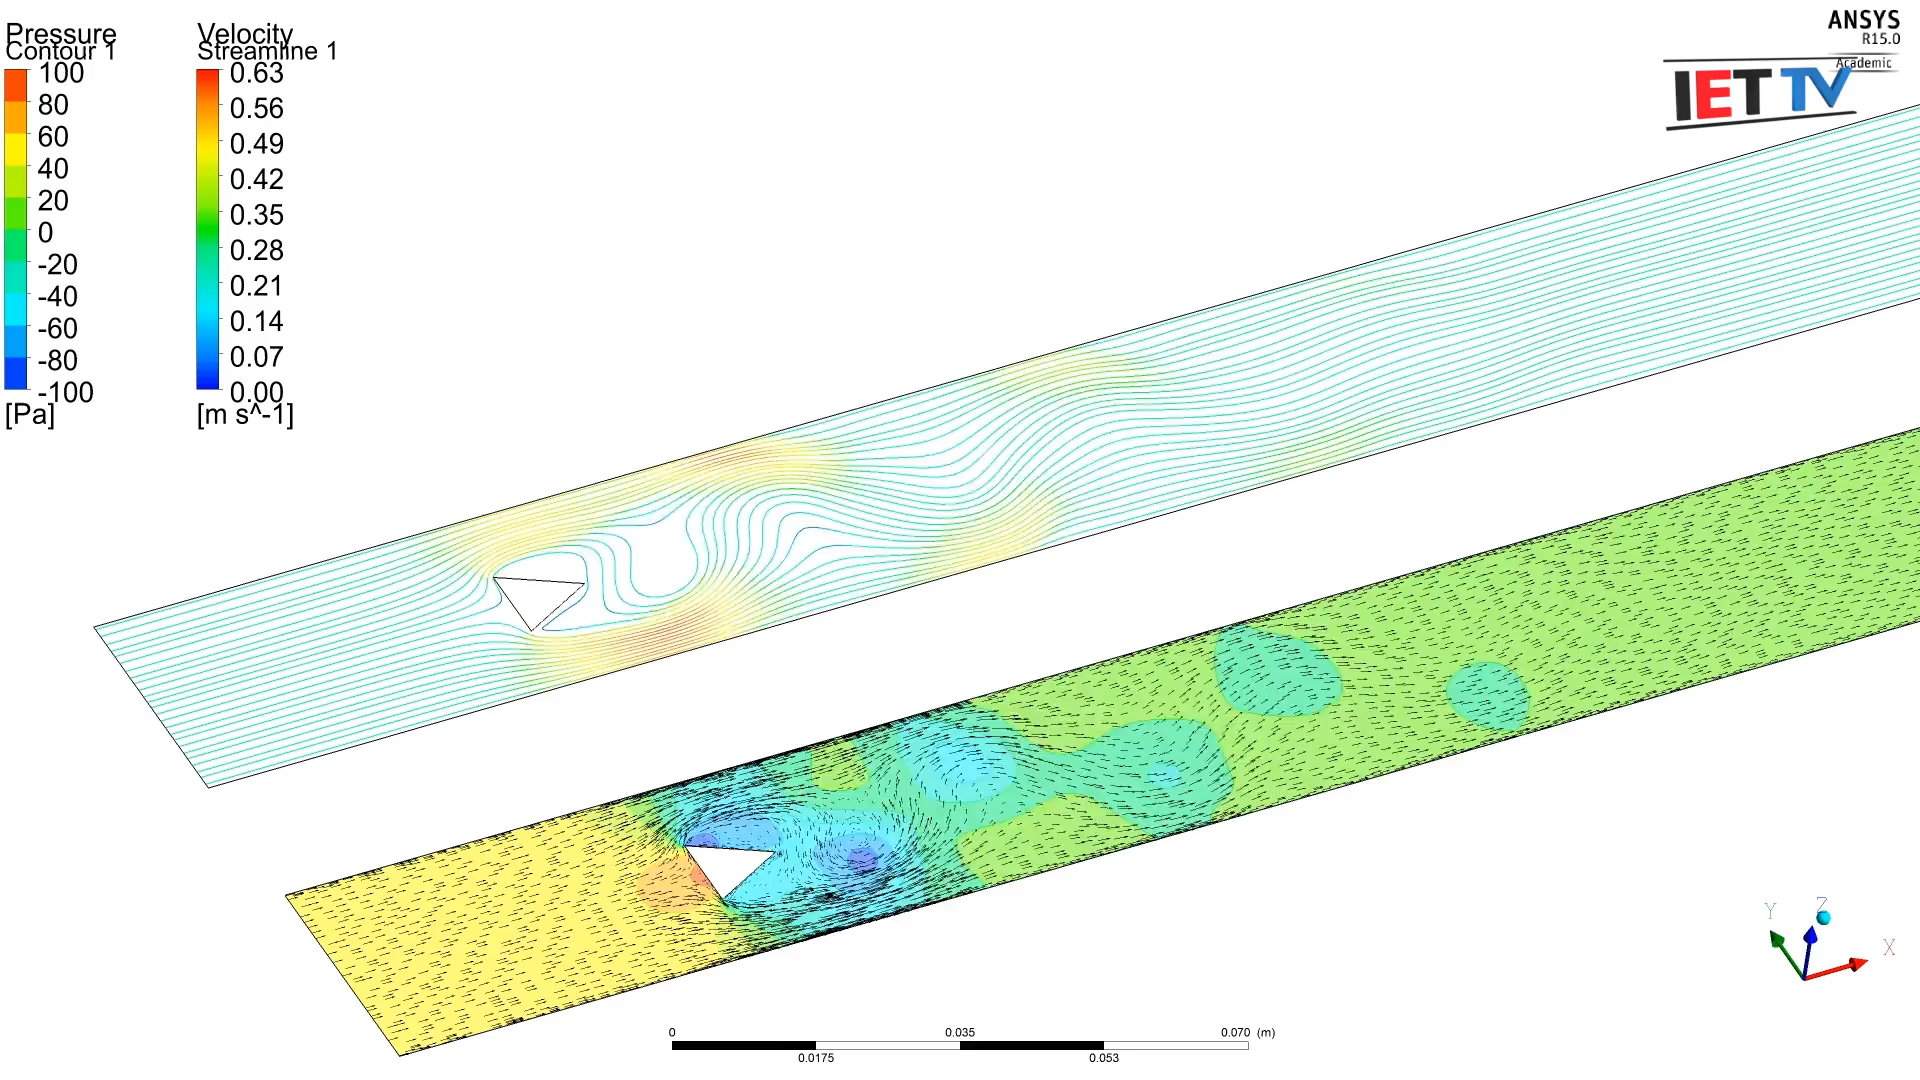 Pressure
Contour 1
100
80
60
40
20
0
-20
-40
-60
-80
-100
[Pa]
Velocity
Streamline 1
0.63
0.56
0.49
0.42
0.35
0.28
0.21
0.14
0.07
0.00
[m s^-1]
ANSYS
R15.0
Academic
IET TV
0 0.035 0.070 (m)
0.0175 0.053
Y Z X